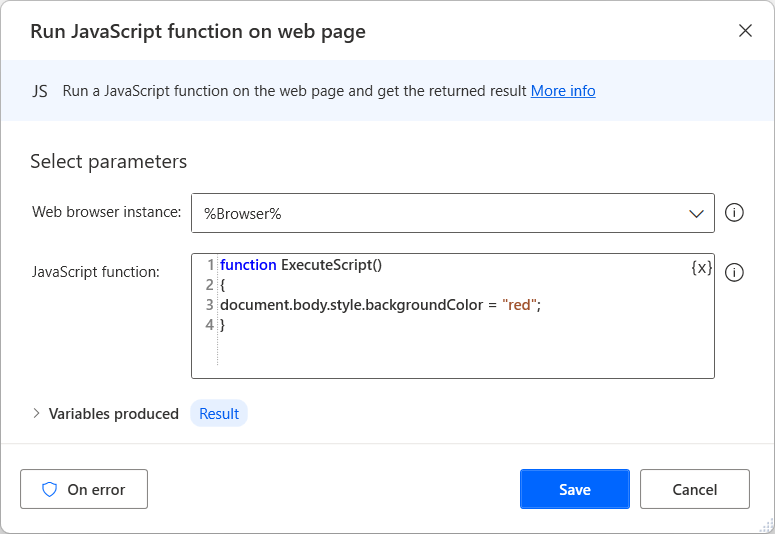 Run JavaScript function on web page
JS Run a JavaScript function on the web page and get the returned result More info
Select parameters
Web browser instance: %Browser%
JavaScript function:
1 function ExecuteScript() {x}
2 {
3 document.body.style.backgroundColor = "red";
4 }
Variables produced Result
On error Save Cancel